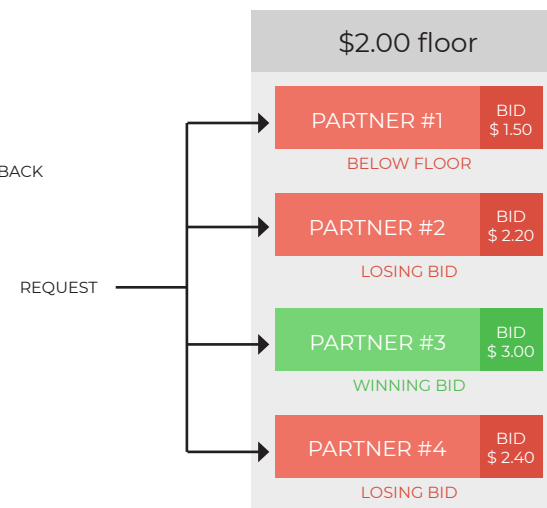 $2.00 floor
PARTNER #1
BID
$ 1.50
BELOW FLOOR
BACK
PARTNER #2
BID
$ 2.20
LOSING BID
REQUEST
PARTNER #3
BID
$ 3.00
WINNING BID
PARTNER #4
BID
$ 2.40
LOSING BID